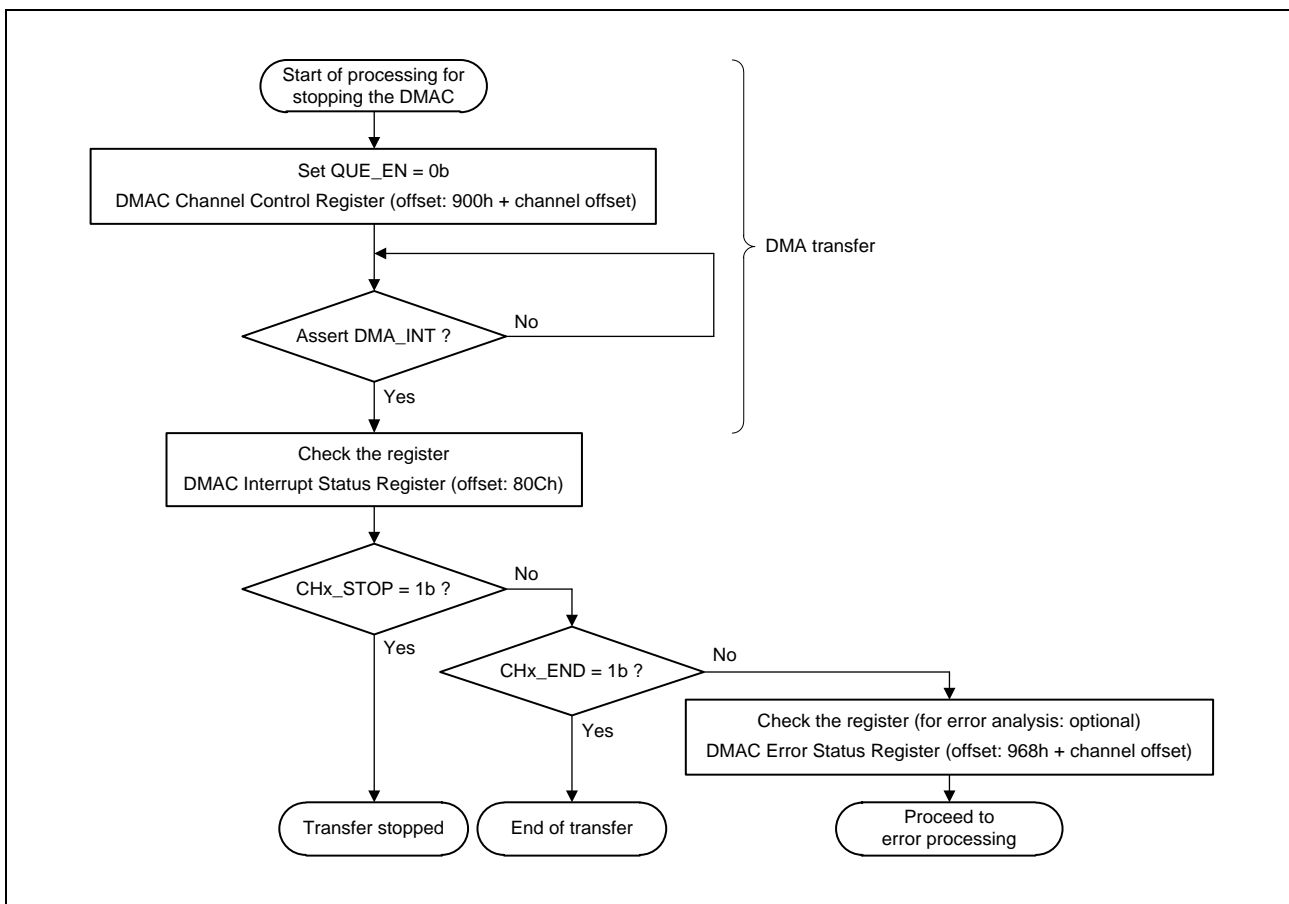 Start of processing for
stopping the DMAC
Set QUE_EN = 0b
DMAC Channel Control Register (offset: 900h + channel offset)
DMA transfer
Assert DMA_INT ?
No
Yes
Check the register
DMAC Interrupt Status Register (offset: 80Ch)
CHx_STOP = 1b ?
No
Yes
CHx_END = 1b ?
No
Yes
Check the register (for error analysis: optional)
DMAC Error Status Register (offset: 968h + channel offset)
Transfer stopped
End of transfer
Proceed to
error processing